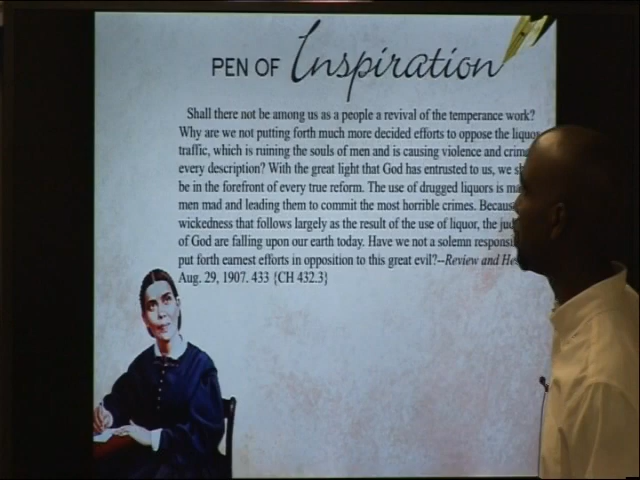 PEN OF Inspiration
Shall there not be among us as a people a revival of the temperance work?
Why are we not putting forth much more decided efforts to oppose the liquor
traffic, which is ruining the souls of men and is causing violence and crime
every description? With the great light that God has entrusted to us, we
be in the forefront of every true reform. The use of drugged liquors is
men mad and leading them to commit the most horrible crimes. Because
wickedness that follows largely as the result of the use of liquor, the
of God are falling upon our earth today. Have we not a solemn
put forth earnest efforts in opposition to this great evil?--Review and
Aug. 29, 1907. 433 {CH 432.3}